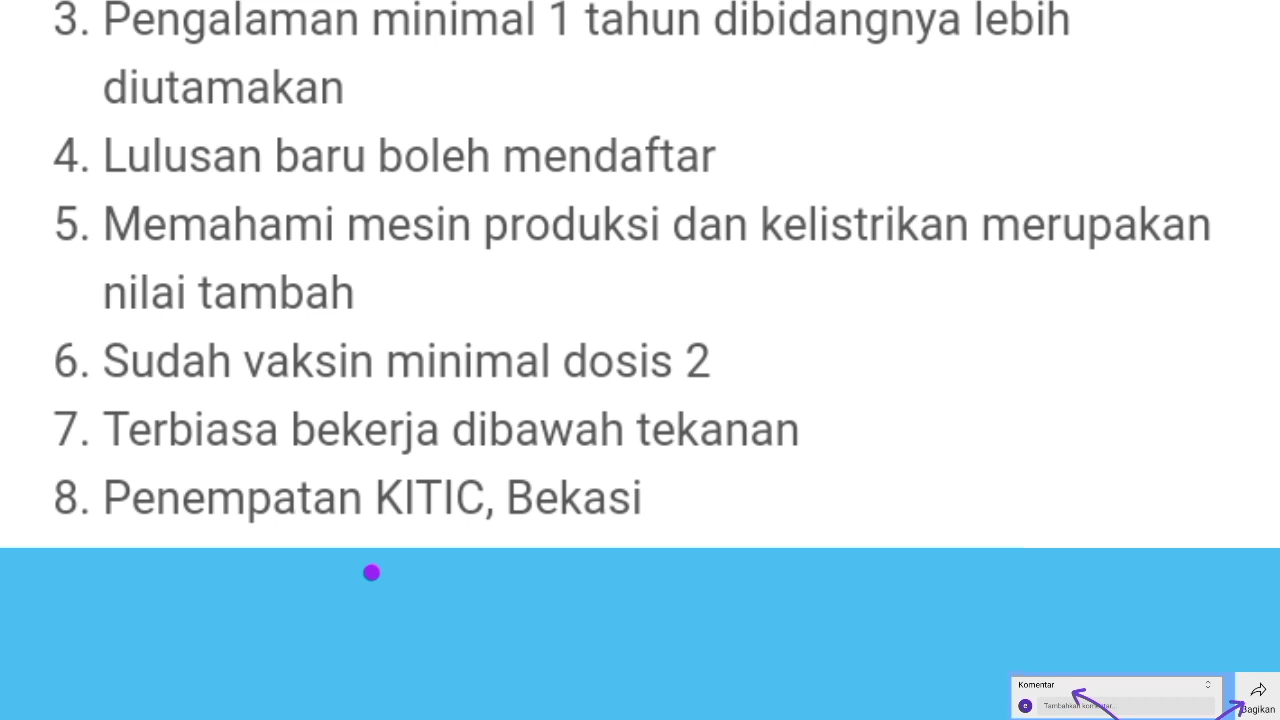 3. Pengalaman minimal 1 tahun dibidangnya lebih
diutamakan
4. Lulusan baru boleh mendaftar
5. Memahami mesin produksi dan kelistrikan merupakan
nilai tambah
6. Sudah vaksin minimal dosis 2
7. Terbiasa bekerja dibawah tekanan
8. Penempatan KITIC, Bekasi
Komentar
Tambahkan komentar...
Bagikan